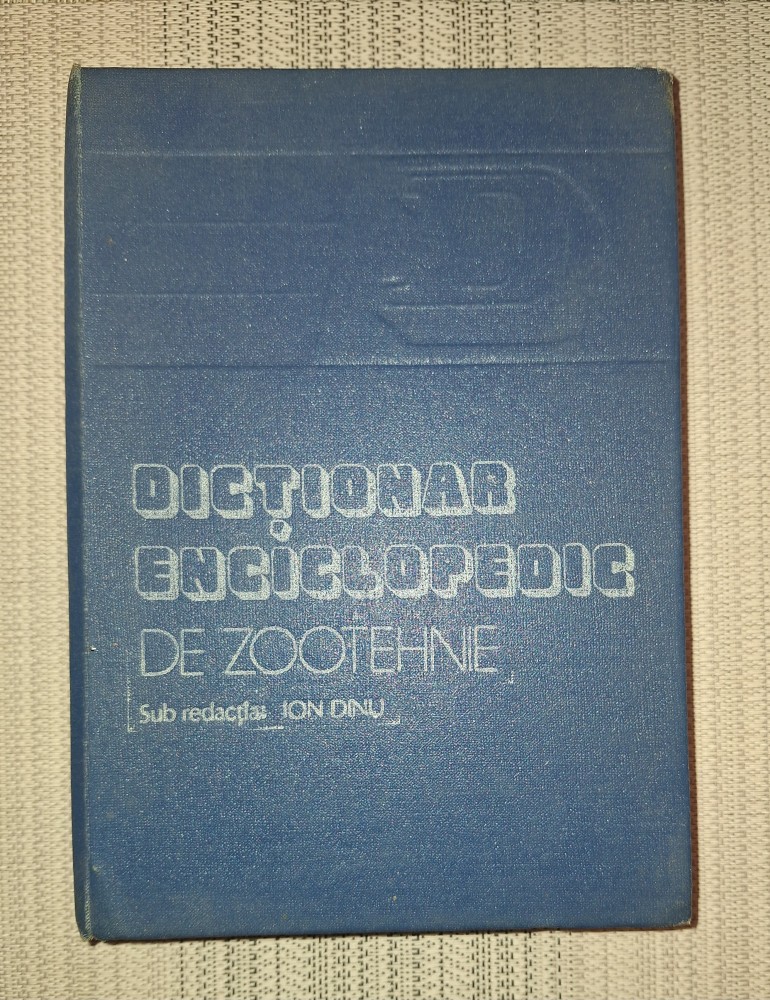 DICȚIONAR
ENCICLOPEDIC
DE ZOOTEHNIE
Sub redacția: ION DINU